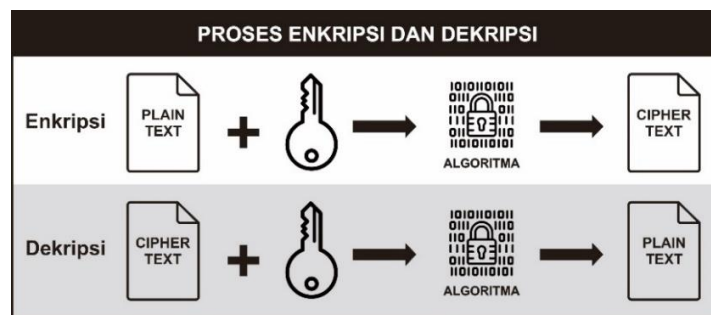 PROSES ENKRIPSI DAN DEKRIPSI
Enkripsi
PLAIN
TEXT
+
ALGORITMA
CIPHER
TEXT
Dekripsi
CIPHER
TEXT
+
ALGORITMA
PLAIN
TEXT